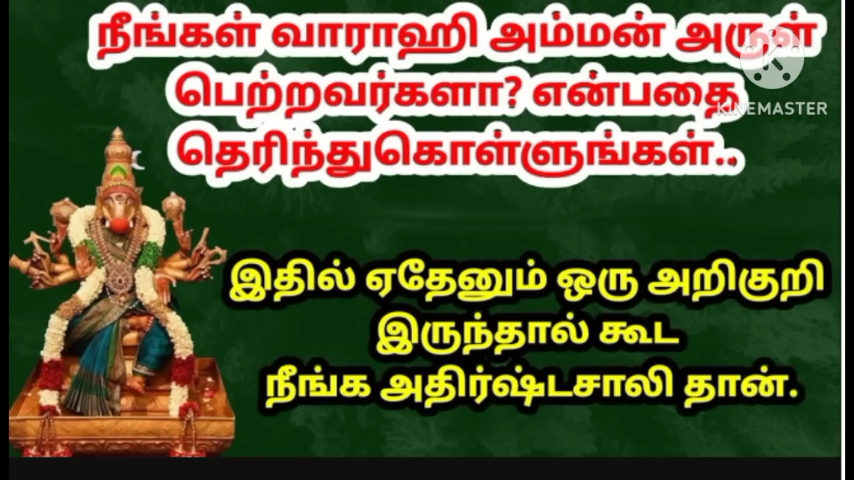 நீங்கள் வாராஹி அம்மன் அருள்
பெற்றவர்களா? என்பதை
தெரிந்துகொள்ளுங்கள்..
KINEMASTER
இதில் ஏதேனும் ஒரு அறிகுறி
இருந்தால் கூட
நீங்க அதிர்ஷ்டசாலி தான்.